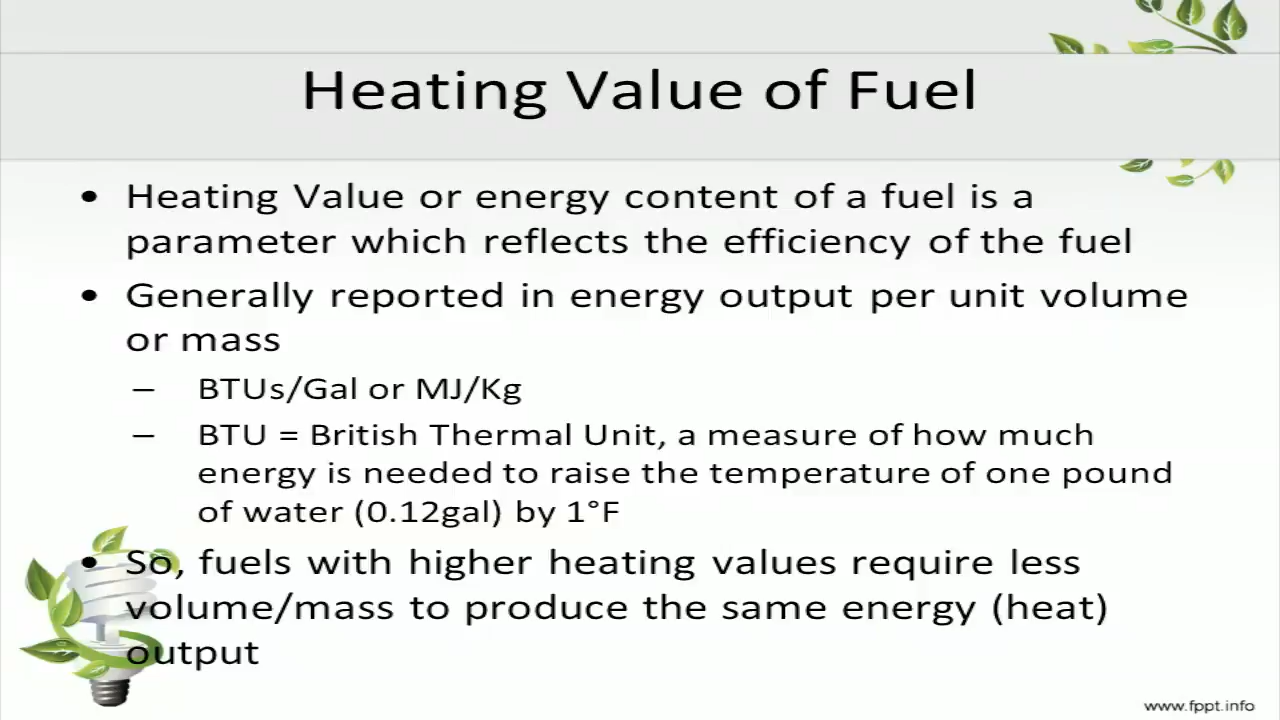 Heating Value of Fuel
• Heating Value or energy content of a fuel is a
parameter which reflects the efficiency of the fuel
• Generally reported in energy output per unit volume
or mass
– BTUs/Gal or MJ/Kg
– BTU = British Thermal Unit, a measure of how much
energy is needed to raise the temperature of one pound
of water (0.12gal) by 1°F
• So, fuels with higher heating values require less
volume/mass to produce the same energy (heat)
output
www.fppt.info